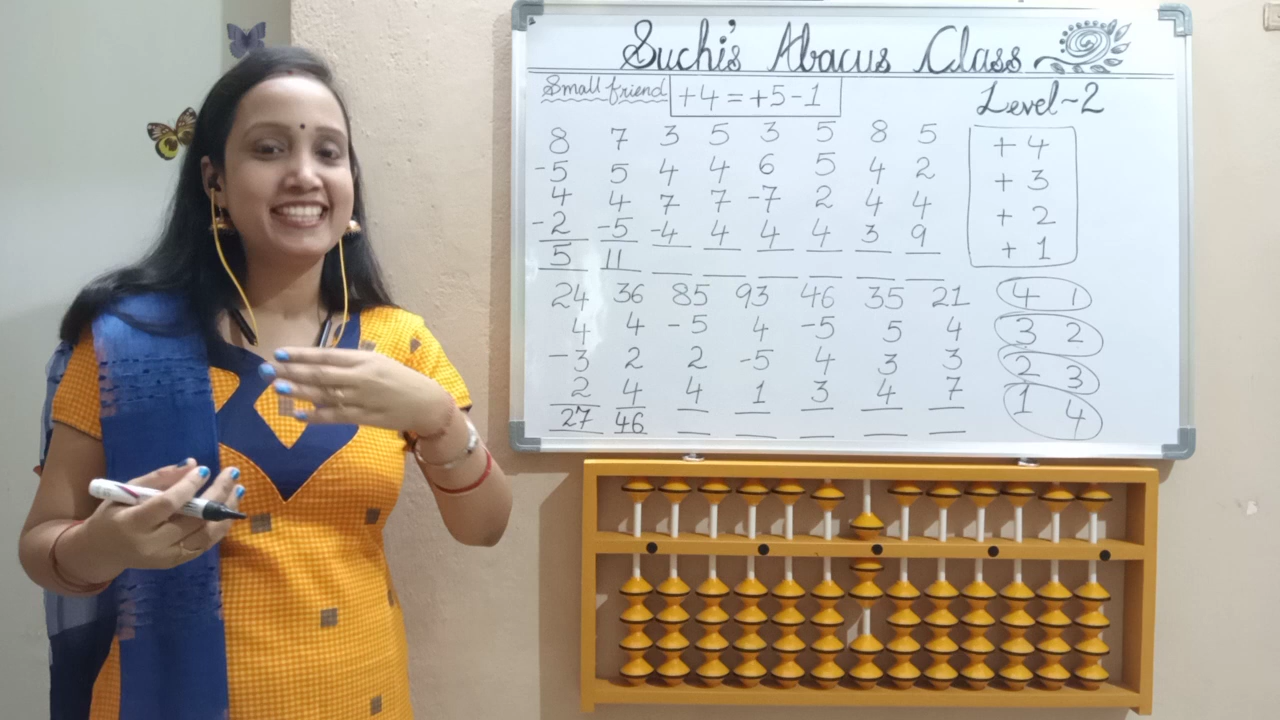 Suchi's Abacus Class
Small friend +4 = +5-1 Level-2
8 7 3 5 3 5 8 5 +4
-5 5 4 4 6 5 4 2 +3
4 4 7 7 -7 2 4 4 +2
-2 -5 -4 4 4 4 3 9 +1
5 11
24 36 85 93 46 35 21 4 1
4 4 -5 4 -5 5 4 3 2
-3 2 2 -5 4 3 3 2 3
2 4 4 1 3 4 7 1 4
27 46